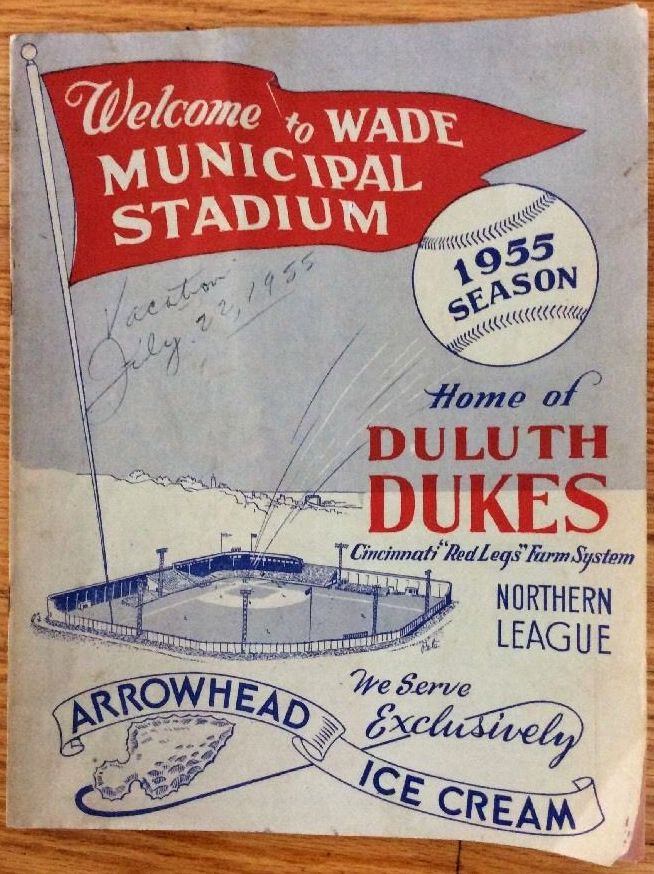 Welcome to WADE
MUNICIPAL
STADIUM
1955
SEASON
Vacation
July 22, 1955
Home of
DULUTH
DUKES
Cincinnati "Red Legs" Farm System
NORTHERN
LEAGUE
We Serve
Exclusively
ARROWHEAD
ICE CREAM